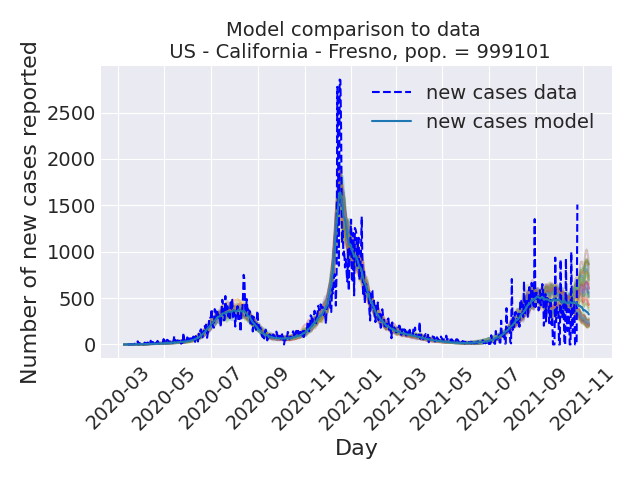 Model comparison to data
US - California - Fresno, pop. = 999101
Number of new cases reported
2500
2000
1500
1000
500
0
new cases data
new cases model
2020-03
2020-05
2020-07
2020-09
2020-11
2021-01
2021-03
2021-05
2021-07
2021-09
2021-11
Day